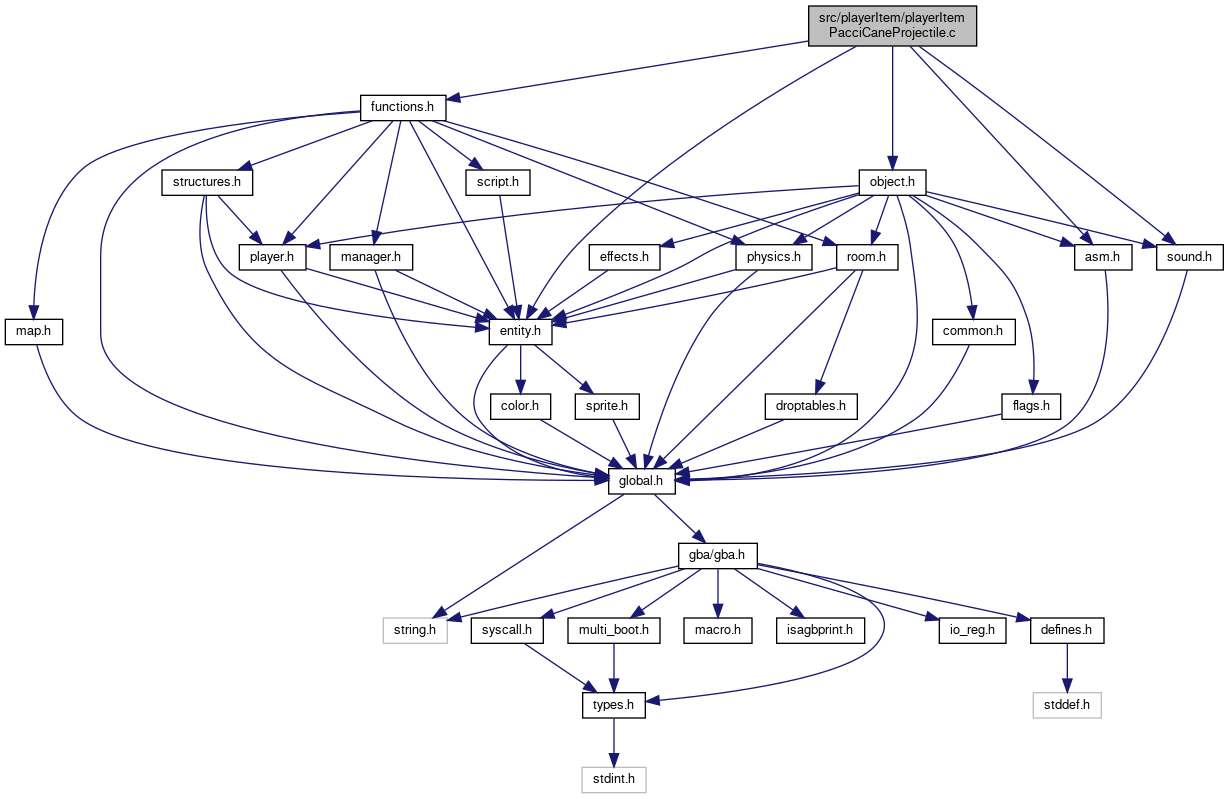 src/playerItem/playerItem
PacciCaneProjectile.c
functions.h
structures.h
script.h
object.h
player.h
manager.h
effects.h
physics.h
room.h
asm.h
sound.h
map.h
entity.h
common.h
color.h
sprite.h
droptables.h
flags.h
global.h
gba/gba.h
string.h
syscall.h
multi_boot.h
macro.h
isagbprint.h
io_reg.h
defines.h
types.h
stddef.h
stdint.h